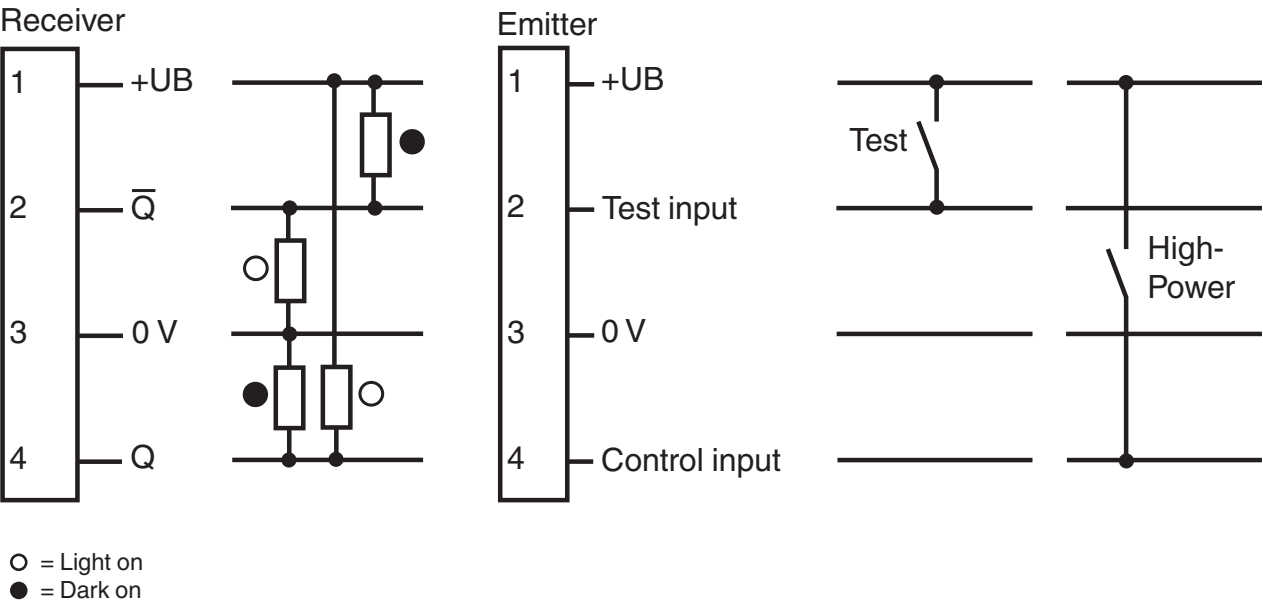 Receiver
1 +UB
2 Q̅
3 0 V
4 Q
Emitter
1 +UB
2 Test input
3 0 V
4 Control input
Test
High-
Power
= Light on
= Dark on